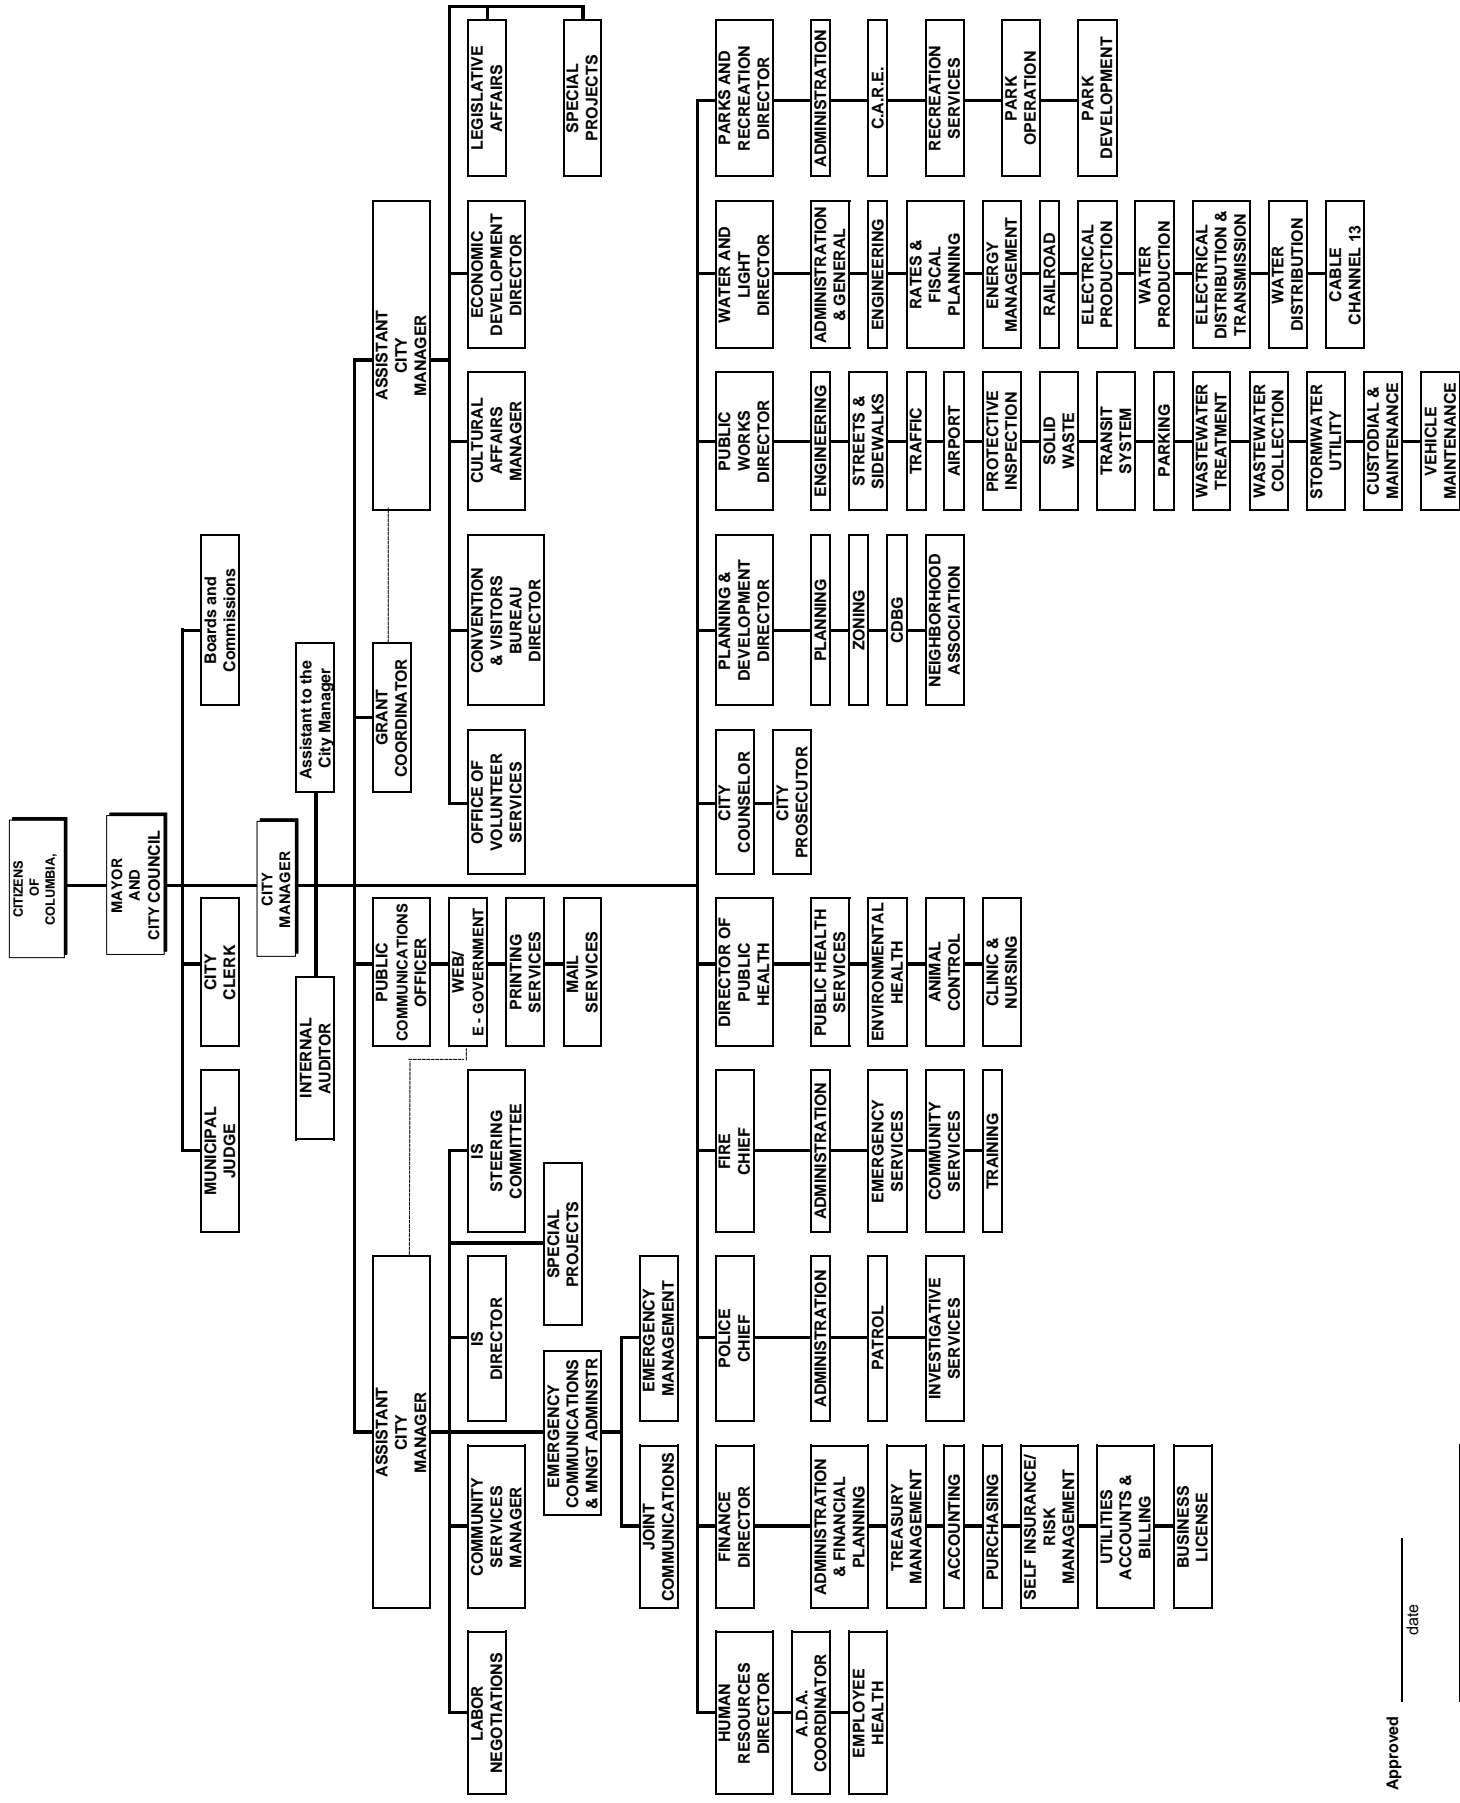 CITIZENS
OF
COLUMBIA,
MAYOR
AND
CITY COUNCIL
MUNICIPAL
JUDGE
CITY
CLERK
Boards and
Commissions
CITY
MANAGER
INTERNAL
AUDITOR
Assistant to the
City Manager
ASSISTANT
CITY
MANAGER
PUBLIC
COMMUNICATIONS
OFFICER
GRANT
COORDINATOR
ASSISTANT
CITY
MANAGER
WEB/
E - GOVERNMENT
PRINTING
SERVICES
MAIL
SERVICES
LABOR
NEGOTIATIONS
COMMUNITY
SERVICES
MANAGER
IS
DIRECTOR
IS
STEERING
COMMITTEE
EMERGENCY
COMMUNICATIONS
& MNGT ADMINSTR
SPECIAL
PROJECTS
JOINT
COMMUNICATIONS
EMERGENCY
MANAGEMENT
OFFICE OF
VOLUNTEER
SERVICES
CONVENTION
& VISITORS
BUREAU
DIRECTOR
CULTURAL
AFFAIRS
MANAGER
ECONOMIC
DEVELOPMENT
DIRECTOR
LEGISLATIVE
AFFAIRS
SPECIAL
PROJECTS
HUMAN
RESOURCES
DIRECTOR
A.D.A.
COORDINATOR
EMPLOYEE
HEALTH
FINANCE
DIRECTOR
ADMINISTRATION
& FINANCIAL
PLANNING
TREASURY
MANAGEMENT
ACCOUNTING
PURCHASING
SELF INSURANCE/
RISK
MANAGEMENT
UTILITIES
ACCOUNTS &
BILLING
BUSINESS
LICENSE
POLICE
CHIEF
ADMINISTRATION
PATROL
INVESTIGATIVE
SERVICES
FIRE
CHIEF
ADMINISTRATION
EMERGENCY
SERVICES
COMMUNITY
SERVICES
TRAINING
DIRECTOR OF
PUBLIC
HEALTH
PUBLIC HEALTH
SERVICES
ENVIRONMENTAL
HEALTH
ANIMAL
CONTROL
CLINIC &
NURSING
CITY
COUNSELOR
CITY
PROSECUTOR
PLANNING &
DEVELOPMENT
DIRECTOR
PLANNING
ZONING
CDBG
NEIGHBORHOOD
ASSOCIATION
PUBLIC
WORKS
DIRECTOR
ENGINEERING
STREETS &
SIDEWALKS
TRAFFIC
AIRPORT
PROTECTIVE
INSPECTION
SOLID
WASTE
TRANSIT
SYSTEM
PARKING
WASTEWATER
TREATMENT
WASTEWATER
COLLECTION
STORMWATER
UTILITY
CUSTODIAL &
MAINTENANCE
VEHICLE
MAINTENANCE
WATER AND
LIGHT
DIRECTOR
ADMINISTRATION
& GENERAL
ENGINEERING
RATES &
FISCAL
PLANNING
ENERGY
MANAGEMENT
RAILROAD
ELECTRICAL
PRODUCTION
WATER
PRODUCTION
ELECTRICAL
DISTRIBUTION &
TRANSMISSION
WATER
DISTRIBUTION
CABLE
CHANNEL 13
PARKS AND
RECREATION
DIRECTOR
ADMINISTRATION
C.A.R.E.
RECREATION
SERVICES
PARK
OPERATION
PARK
DEVELOPMENT
Approved
date